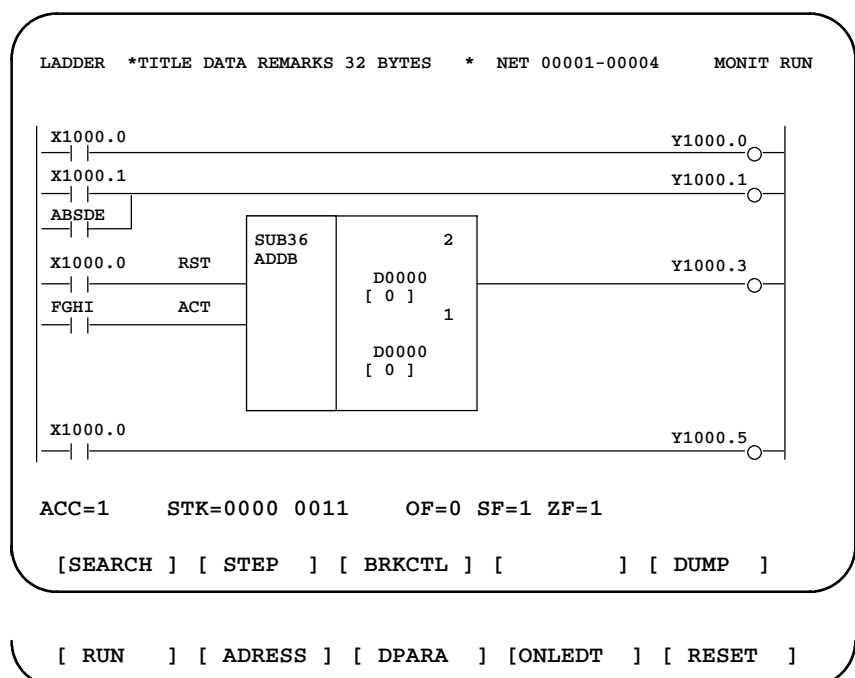 LADDER *TITLE DATA REMARKS 32 BYTES * NET 00001-00004 MONIT RUN
X1000.0 Y1000.0
X1000.1 Y1000.1
ABSDE
SUB36 2
X1000.0 RST ADDB Y1000.3
D0000
[ 0 ]
FGHI ACT 1
D0000
[ 0 ]
X1000.0 Y1000.5
ACC=1 STK=0000 0011 OF=0 SF=1 ZF=1
[SEARCH ] [ STEP ] [ BRKCTL ] [ ] [ DUMP ]
[ RUN ] [ ADRESS ] [ DPARA ] [ONLEDT ] [ RESET ]